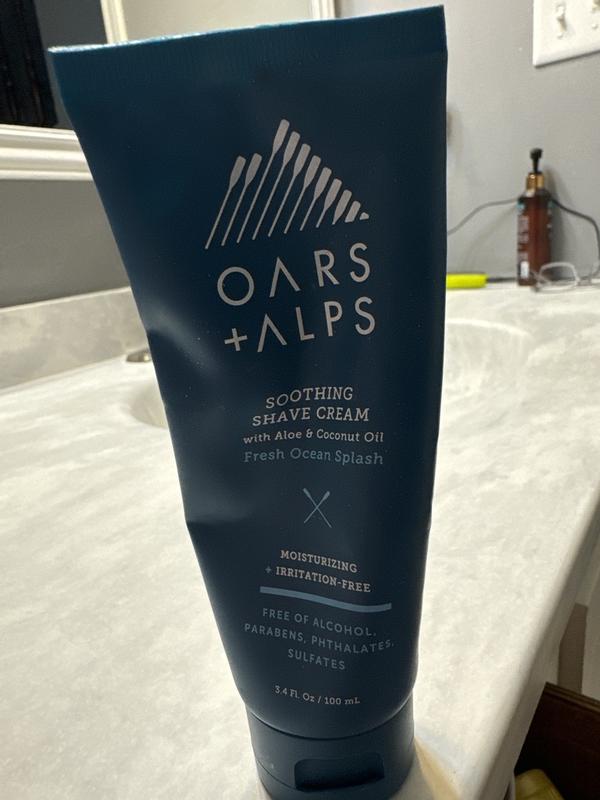 OARS
+ALPS
SOOTHING
SHAVE CREAM
with Aloe & Coconut Oil
Fresh Ocean Splash
MOISTURIZING
+ IRRITATION-FREE
FREE OF ALCOHOL,
PARABENS, PHTHALATES,
SULFATES
3.4 Fl. Oz / 100 mL